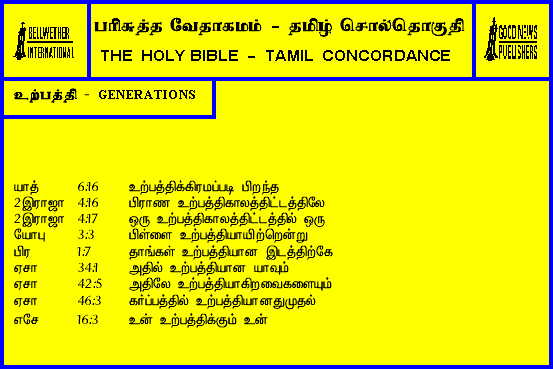 BELLWETHER
INTERNATIONAL
பரிசுத்த வேதாகமம் - தமிழ் சொல்தொகுதி
THE HOLY BIBLE - TAMIL CONCORDANCE
GOOD NEWS
PUBLISHERS
உற்பத்தி - GENERATIONS
யாத் 6:16 உற்பத்திக்கிரமப்படி பிறந்த
2இராஜா 4:16 பிராண உற்பத்திகாலத்திட்டத்திலே
2இராஜா 4:17 ஒரு உற்பத்திகாலத்திட்டத்தில் ஒரு
யோபு 3:3 பிள்ளை உற்பத்தியாயிற்றென்று
பிர 1:7 தாங்கள் உற்பத்தியான இடத்திற்கே
ஏசா 34:1 அதில் உற்பத்தியான யாவும்
ஏசா 42:5 அதிலே உற்பத்தியாகிறவைகளையும்
ஏசா 46:3 கர்ப்பத்தில் உற்பத்தியானதுமுதல்
எசே 16:3 உன் உற்பத்திக்கும் உன்